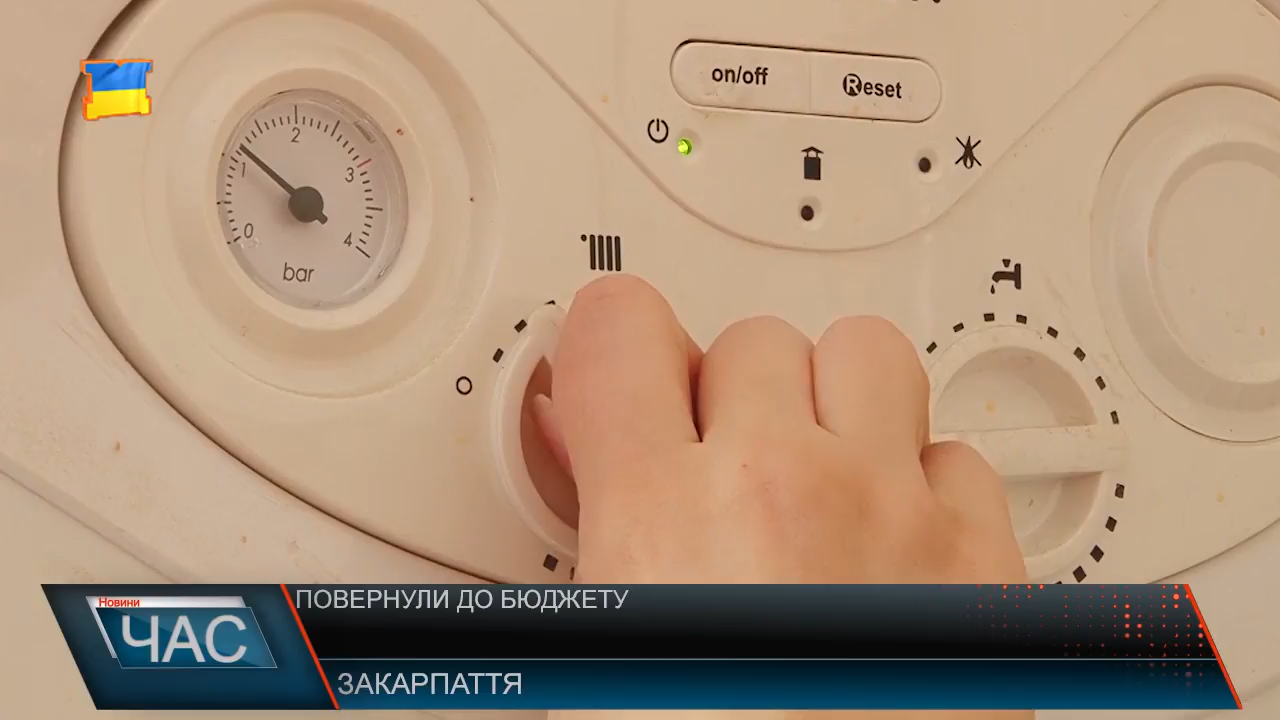 on/off
Reset
2
1
3
0
4
bar
ПОВЕРНУЛИ ДО БЮДЖЕТУ
Новини
ЧАС
ЗАКАРПАТТЯ